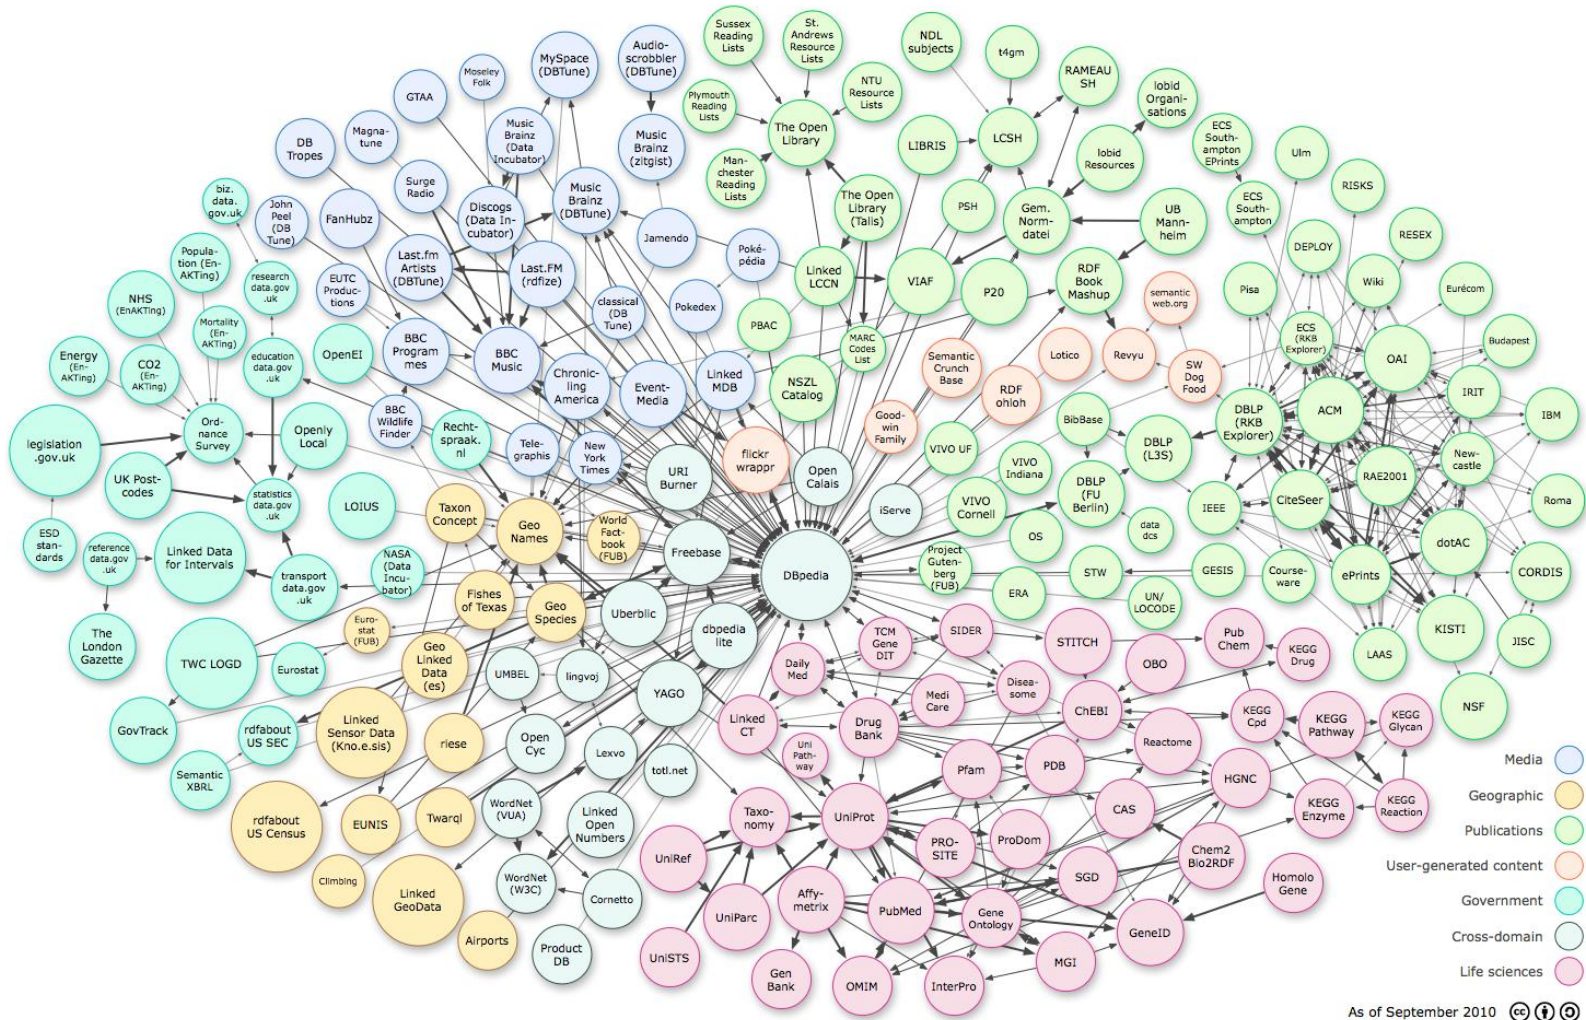 Sussex
Reading
Lists
St.
Andrews
Resource
Lists
NDL
subjects
t4gm
MySpace
(DBTune)
Audio-
scrobbler
(DBTune)
Moseley
Folk
GTAA
RAMEAU
SH
lobid
Organi-
sations
Plymouth
Reading
Lists
NTU
Resource
Lists
The Open
Library
LCSH
LIBRIS
lobid
Resources
ECS
South-
ampton
EPrints
Ulm
DB
Tropes
Magna-
tune
Music
Brainz
(Data
Incubator)
Music
Brainz
(zitgist)
Man-
chester
Reading
Lists
RISKS
biz.
data.
gov.uk
Surge
Radio
Discogs
(Data In-
cubator)
Music
Brainz
(DBTune)
The Open
Library
(Talis)
PSH
Gem.
Norm-
datei
UB
Mann-
heim
ECS
South-
ampton
John
Peel
(DB
Tune)
FanHubz
Jamendo
Poké-
pédia
DEPLOY
RESEX
Popula-
tion (En-
AKTing)
Last.fm
Artists
(DBTune)
Last.FM
(rdfize)
Linked
LCCN
VIAF
P20
RDF
Book
Mashup
semantic
web.org
Pisa
Wiki
Eurécom
research
data.gov
.uk
EUTC
Produc-
tions
NHS
(EnAKTing)
Mortality
(En-
AKTing)
classical
(DB
Tune)
Pokedex
PBAC
MARC
Codes
List
ECS
(RKB
Explorer)
OAI
Budapest
Energy
(En-
AKTing)
CO2
(En-
AKTing)
education
data.gov
.uk
OpenEI
BBC
Program
mes
BBC
Music
Chronic-
ling
America
Event-
Media
Linked
MDB
NSZL
Catalog
Semantic
Crunch
Base
RDF
ohloh
Lotico
Revyu
SW
Dog
Food
IRIT
IBM
legislation
.gov.uk
Ord-
nance
Survey
Openly
Local
BBC
Wildlife
Finder
Recht-
spraak.
nl
Tele-
graphis
New
York
Times
URI
Burner
flickr
wrappr
Open
Calais
Good-
win
Family
VIVO UF
BibBase
DBLP
(L3S)
DBLP
(RKB
Explorer)
ACM
New-
castle
UK Post-
codes
statistics
data.gov
.uk
LOIUS
Taxon
Concept
Geo
Names
World
Fact-
book
(FUB)
Freebase
iServe
VIVO
Cornell
VIVO
Indiana
DBLP
(FU
Berlin)
data
dcs
IEEE
CiteSeer
RAE2001
Roma
ESD
stan-
dards
reference
data.gov
.uk
Linked Data
for Intervals
transport
data.gov
.uk
NASA
(Data
Incu-
bator)
Fishes
of Texas
Geo
Species
Uberblic
DBpedia
dbpedia
lite
Project
Guten-
berg
(FUB)
OS
STW
ERA
UN/
LOCODE
GESIS
Course-
ware
ePrints
dotAC
CORDIS
The
London
Gazette
TWC LOGD
Eurostat
Euro-
stat
(FUB)
Geo
Linked
Data
(es)
UMBEL
lingvoj
YAGO
Daily
Med
TCM
Gene
DIT
SIDER
STITCH
Pub
Chem
KEGG
Drug
OBO
LAAS
KISTI
JISC
NSF
GovTrack
rdfabout
US SEC
Semantic
XBRL
Linked
Sensor Data
(Kno.e.sis)
riese
Open
Cyc
Lexvo
totl.net
Linked
CT
Uni
Path-
way
Drug
Bank
Medi
Care
Disea-
some
ChEBI
Reactome
KEGG
Cpd
KEGG
Pathway
KEGG
Glycan
rdfabout
US Census
EUNIS
Twarql
WordNet
(VUA)
Linked
Open
Numbers
Taxo-
nomy
UniProt
Pfam
PDB
HGNC
CAS
KEGG
Enzyme
KEGG
Reaction
Climbing
Linked
GeoData
Airports
WordNet
(W3C)
Cornetto
Product
DB
UniRef
UniParc
UniSTS
PRO-
SITE
ProDom
Chem2
Bio2RDF
SGD
Homolo
Gene
Affy-
metrix
PubMed
Gene
Ontology
GeneID
Gen
Bank
OMIM
InterPro
MGI
Media
Geographic
Publications
User-generated content
Government
Cross-domain
Life sciences
As of September 2010
cc